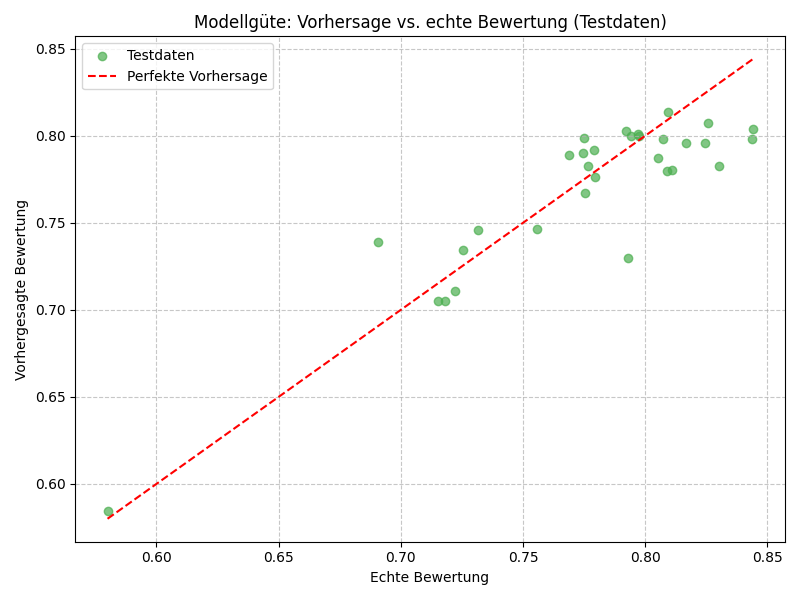 Modellgüte: Vorhersage vs. echte Bewertung (Testdaten)
Testdaten
Perfekte Vorhersage
Vorhergesagte Bewertung
0.85
0.80
0.75
0.70
0.65
0.60
0.60 0.65 0.70 0.75 0.80 0.85
Echte Bewertung